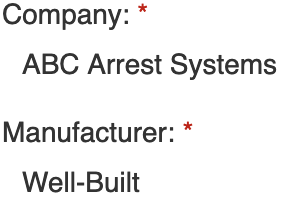 Company: *
ABC Arrest Systems
Manufacturer: *
Well-Built